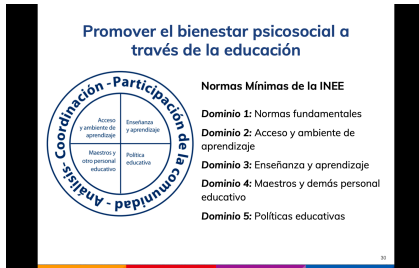 Promover el bienestar psicosocial a
través de la educación
Coordinación - Participación de la comunidad - Análisis-
Acceso
y ambiente de
aprendizaje
Enseñanza
y aprendizaje
Maestros y
otro personal
educativo
Política
educativa
Normas Mínimas de la INEE
Dominio 1: Normas fundamentales
Dominio 2: Acceso y ambiente de
aprendizaje
Dominio 3: Enseñanza y aprendizaje
Dominio 4: Maestros y demás personal
educativo
Dominio 5: Políticas educativas
30